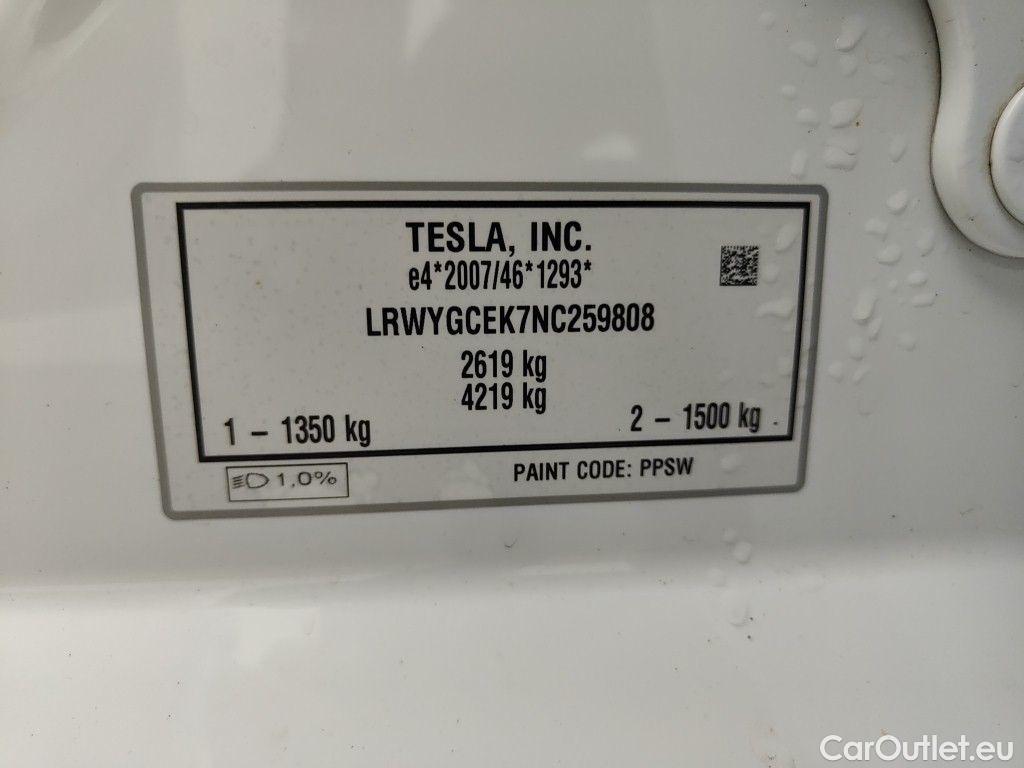 TESLA, INC.
e4*2007/46*1293*
LRWYGCEK7NC259808
2619 kg
4219 kg
1 – 1350 kg
2 – 1500 kg
1,0%
PAINT CODE: PPSW
CarOutlet.eu